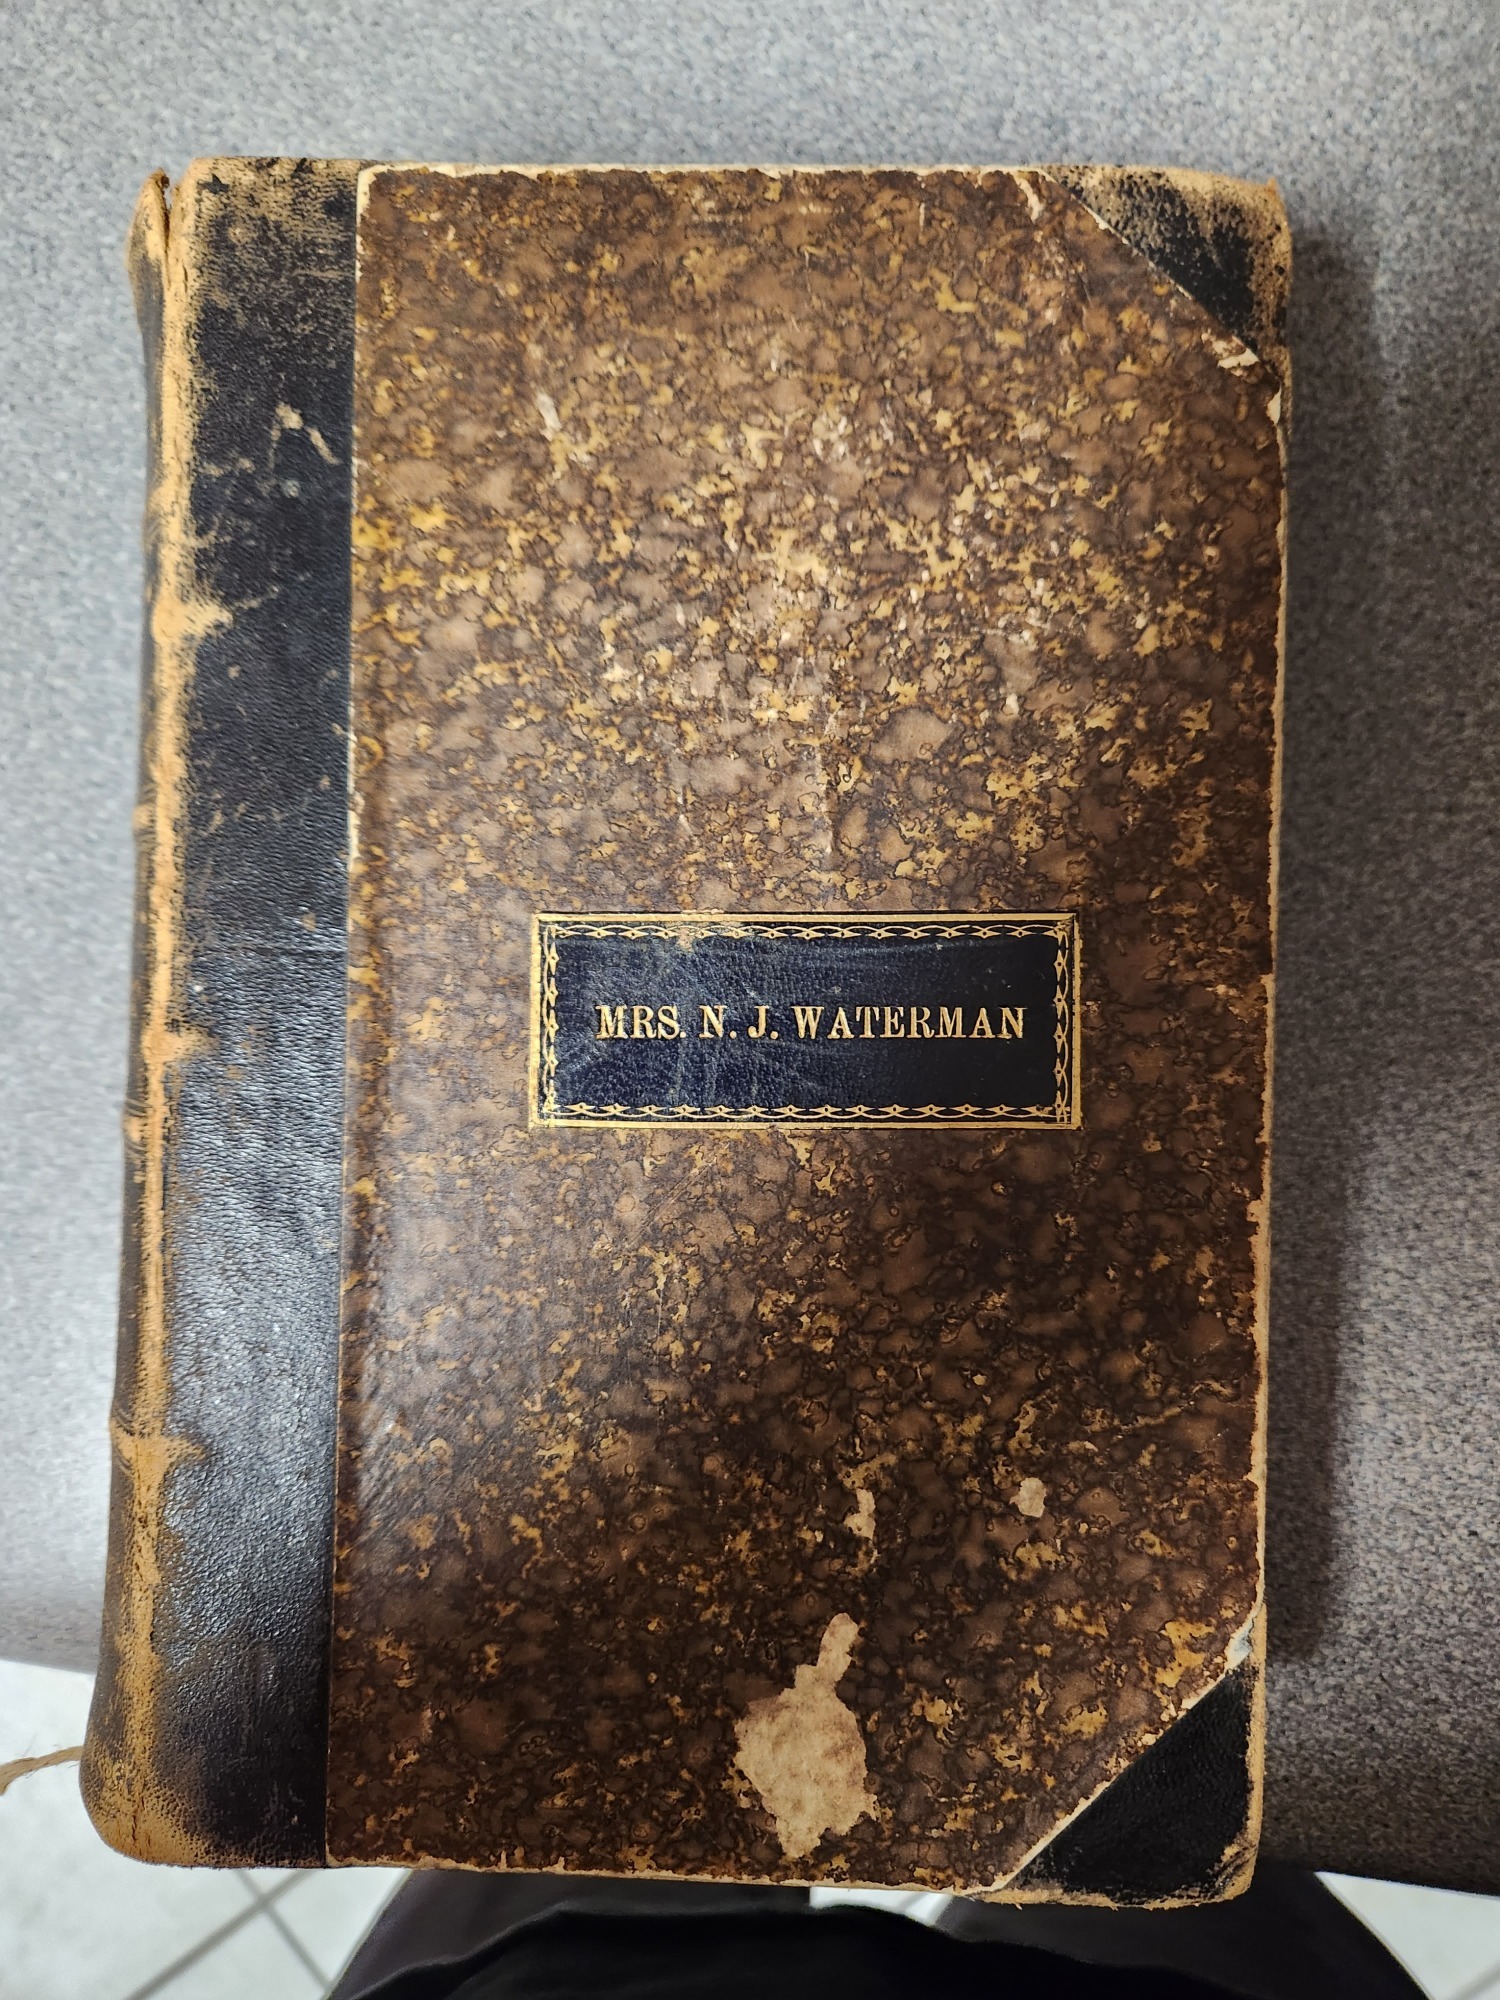 MRS. N. J. WATERMAN